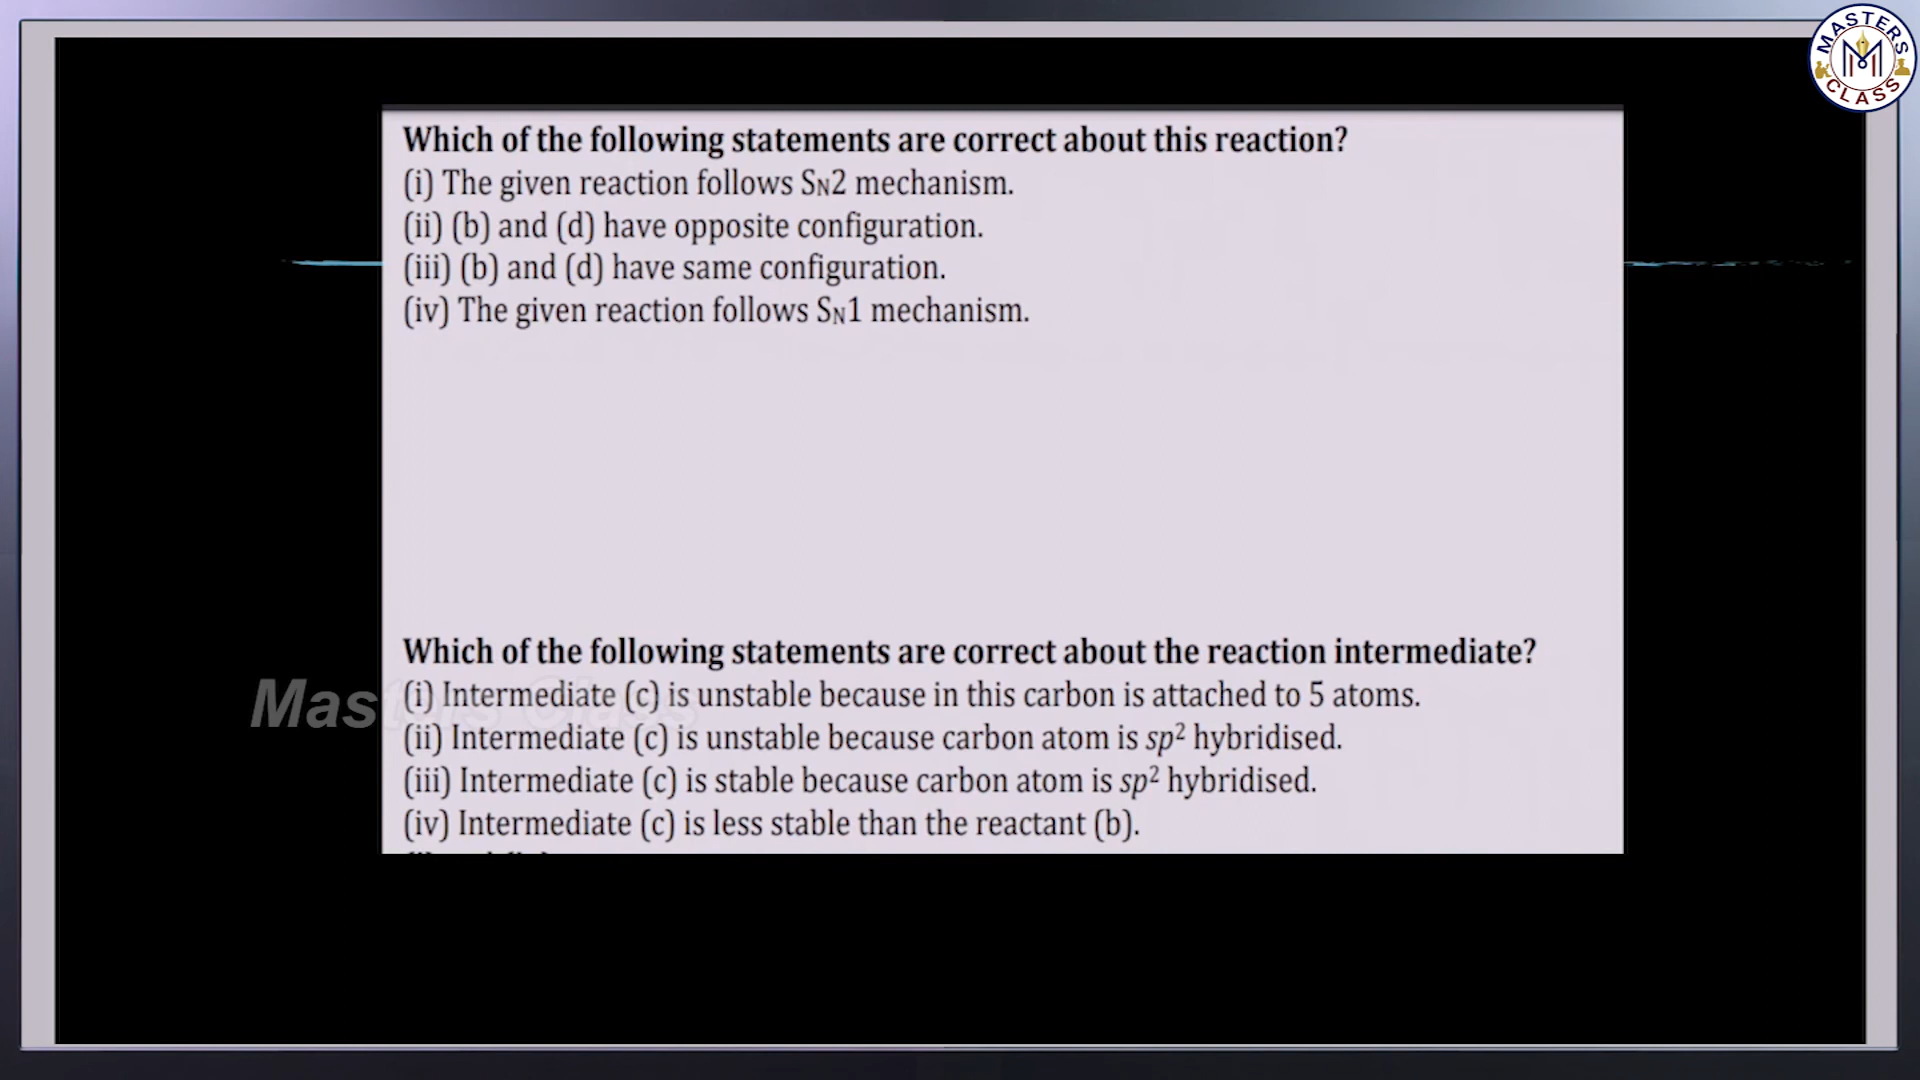 MASTERS
CLASS
Which of the following statements are correct about this reaction?
(i) The given reaction follows SN2 mechanism.
(ii) (b) and (d) have opposite configuration.
(iii) (b) and (d) have same configuration.
(iv) The given reaction follows SN1 mechanism.
Which of the following statements are correct about the reaction intermediate?
(i) Intermediate (c) is unstable because in this carbon is attached to 5 atoms.
Masters Class
(ii) Intermediate (c) is unstable because carbon atom is sp² hybridised.
(iii) Intermediate (c) is stable because carbon atom is sp² hybridised.
(iv) Intermediate (c) is less stable than the reactant (b).